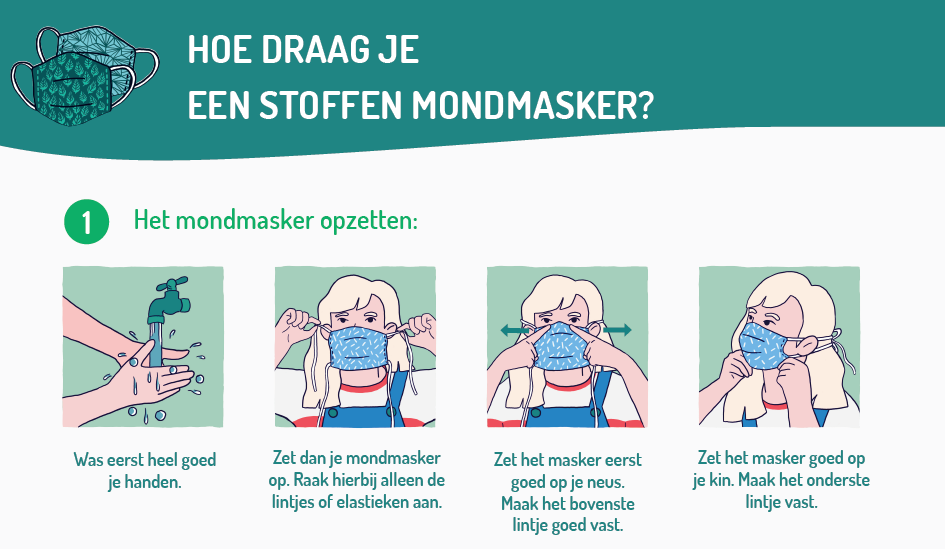 HOE DRAAG JE
EEN STOFFEN MONDMASKER?
1 Het mondmasker opzetten:
Was eerst heel goed
je handen.
Zet dan je mondmasker
op. Raak hierbij alleen de
lintjes of elastieken aan.
Zet het masker eerst
goed op je neus.
Maak het bovenste
lintje goed vast.
Zet het masker goed op
je kin. Maak het onderste
lintje vast.